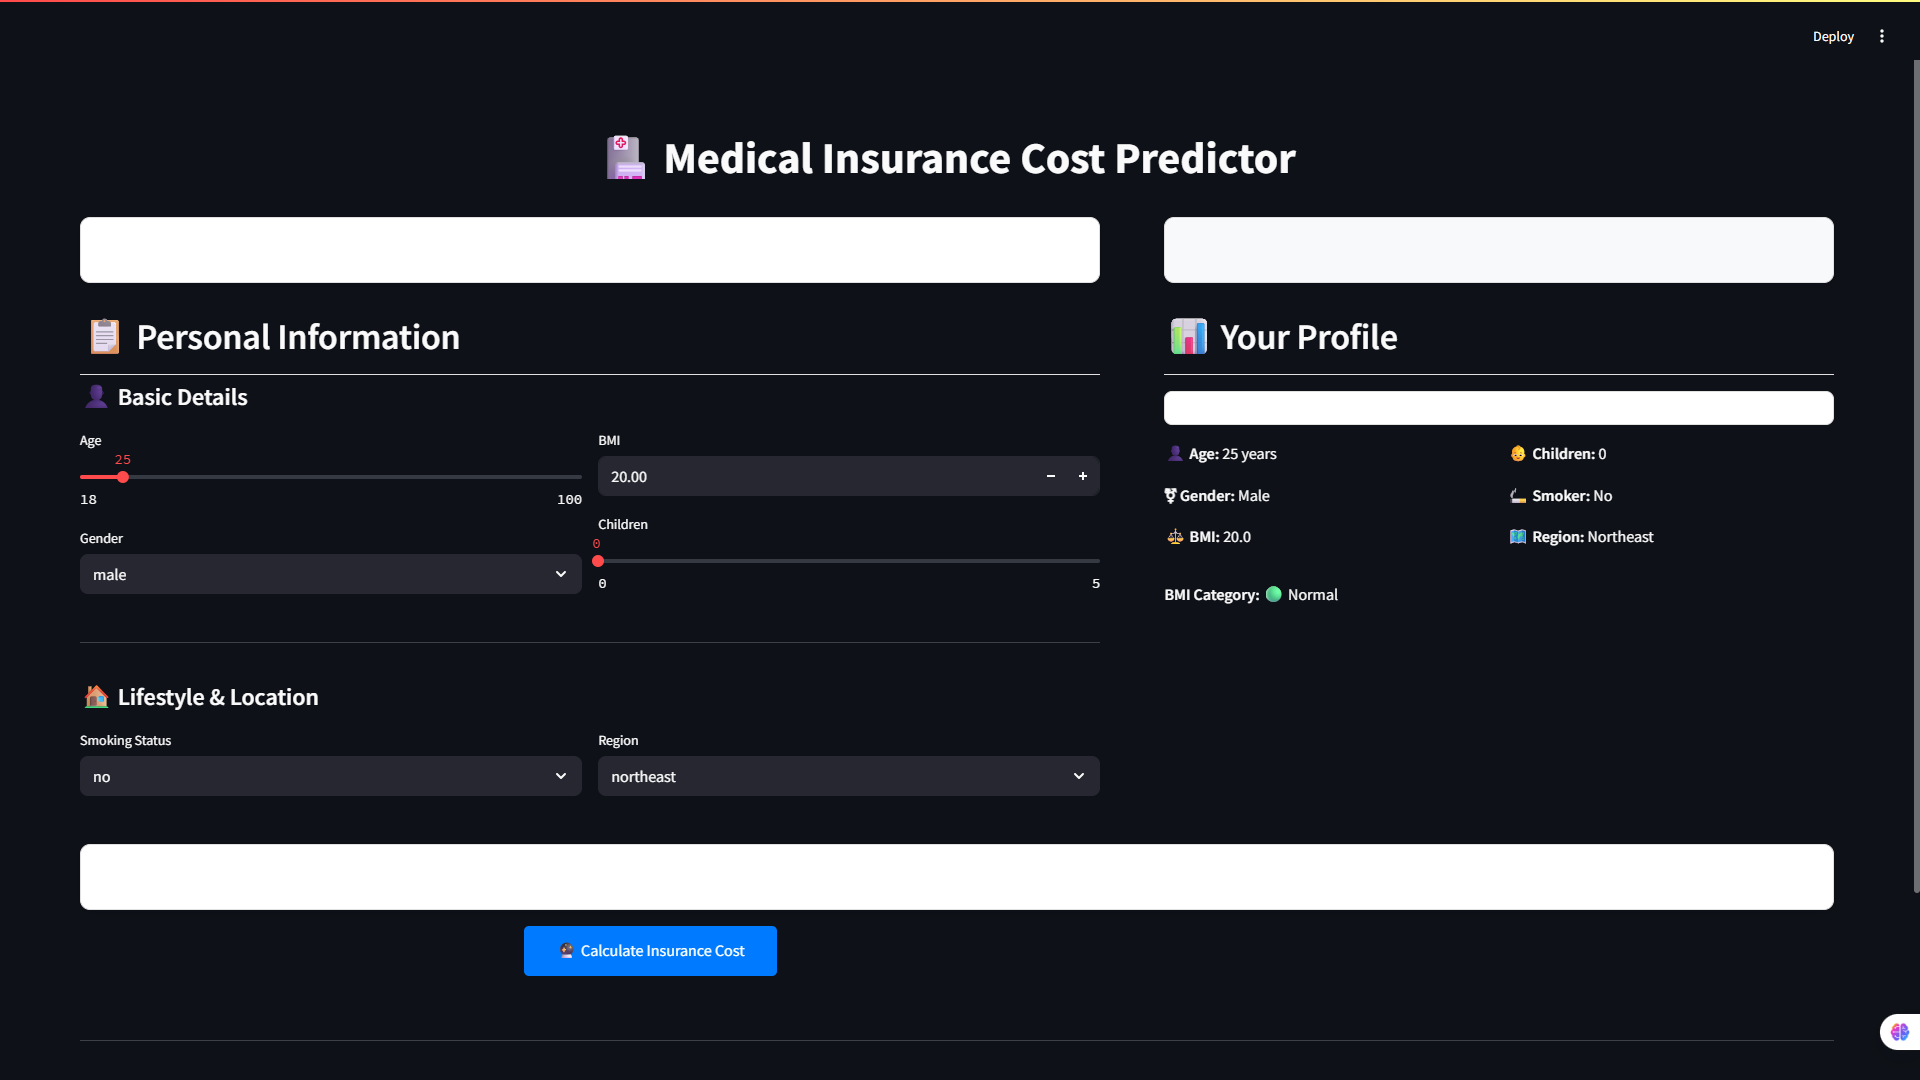 Deploy
Medical Insurance Cost Predictor
Personal Information
Basic Details
Age
25
18 100
Gender
male
BMI
20.00
Children
0
0 5
Lifestyle & Location
Smoking Status
no
Region
northeast
Your Profile
Age: 25 years
Gender: Male
BMI: 20.0
Children: 0
Smoker: No
Region: Northeast
BMI Category: Normal
Calculate Insurance Cost